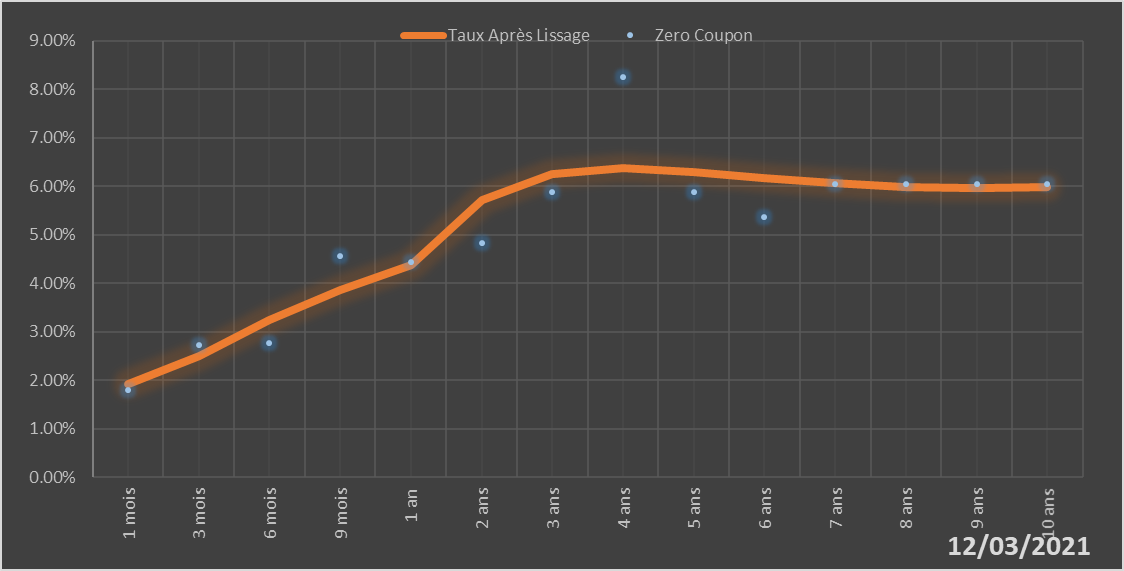 Taux Après Lissage Zero Coupon
9.00%
8.00%
7.00%
6.00%
5.00%
4.00%
3.00%
2.00%
1.00%
0.00%
1 mois
3 mois
6 mois
9 mois
1 an
2 ans
3 ans
4 ans
5 ans
6 ans
7 ans
8 ans
9 ans
10 ans
12/03/2021